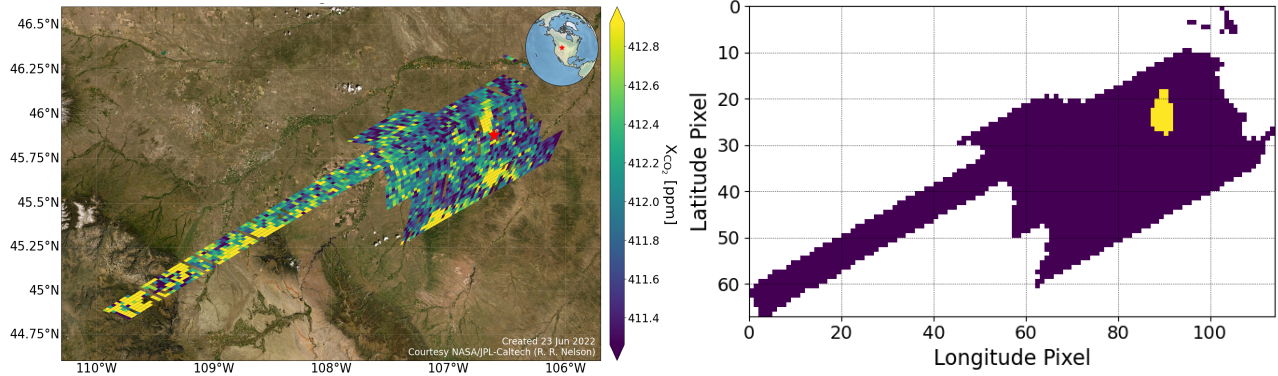 46.5°N
46.25°N
46°N
45.75°N
45.5°N
45.25°N
45°N
44.75°N
110°W 109°W 108°W 107°W 106°W
Created 23 Jun 2022
Courtesy NASA/JPL-Caltech (R. R. Nelson)
412.8
412.6
412.4
412.2
412.0
411.8
411.6
411.4
XCO₂ [ppm]
0
10
20
30
40
50
60
Latitude Pixel
0 20 40 60 80 100
Longitude Pixel